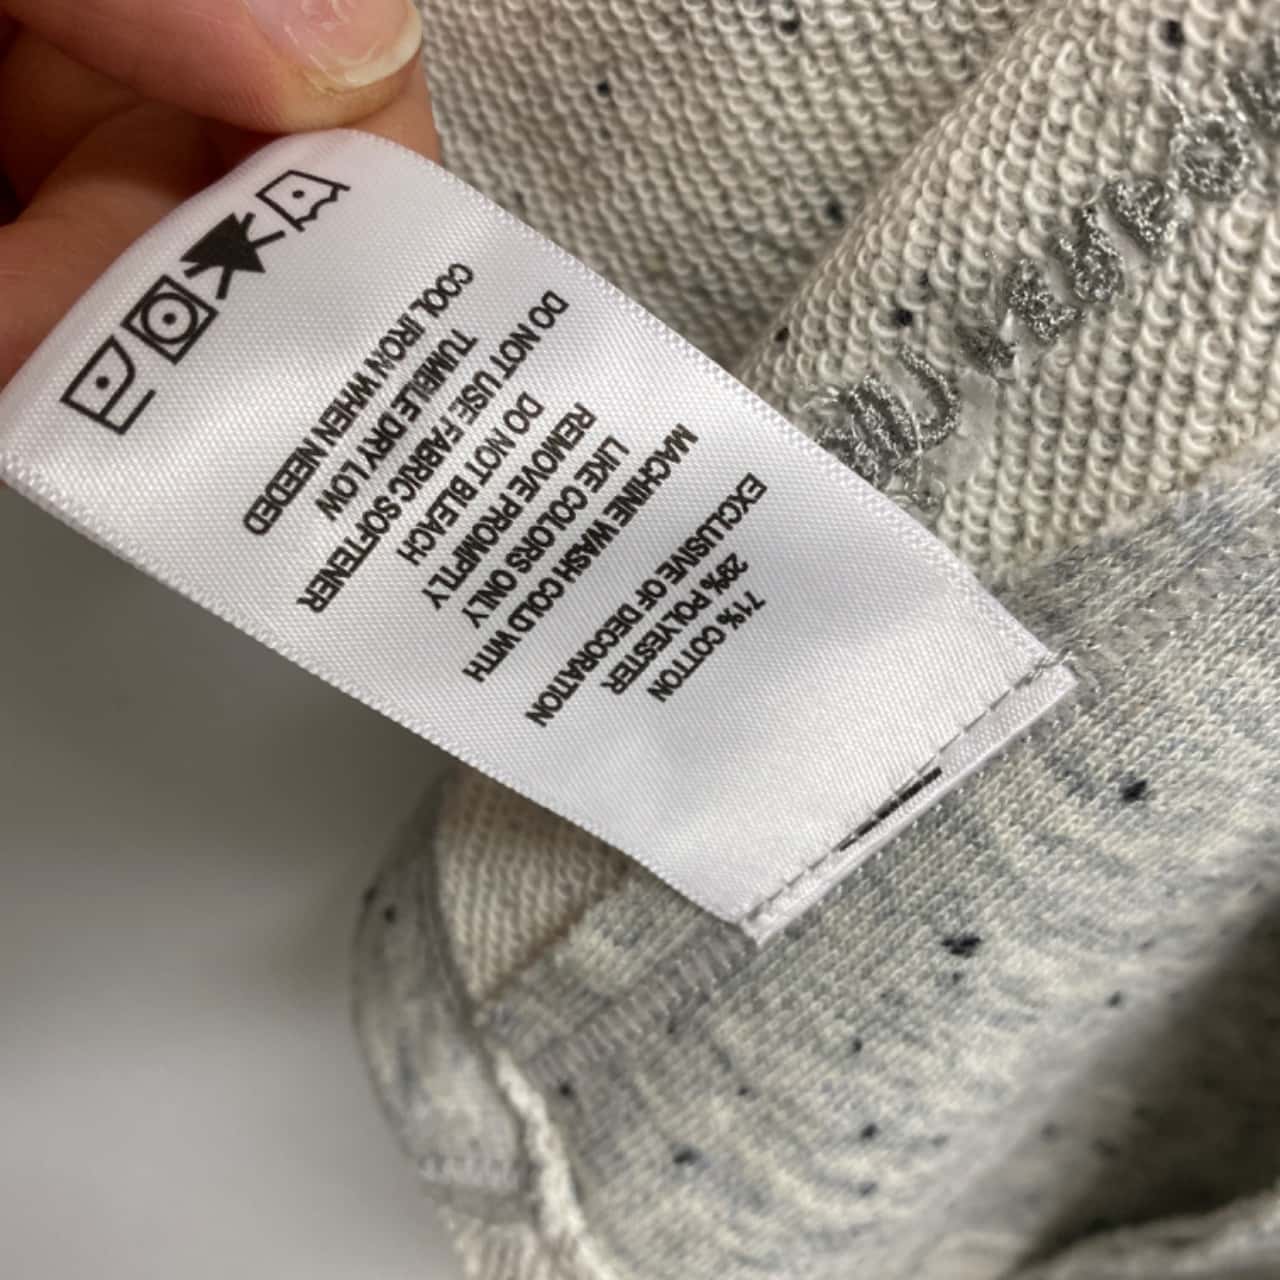 71% COTTON
29% POLYESTER
EXCLUSIVE OF DECORATION
MACHINE WASH COLD WITH
LIKE COLORS ONLY
REMOVE PROMPTLY
DO NOT BLEACH
DO NOT USE FABRIC SOFTENER
TUMBLE DRY LOW
COOL IRON WHEN NEEDED